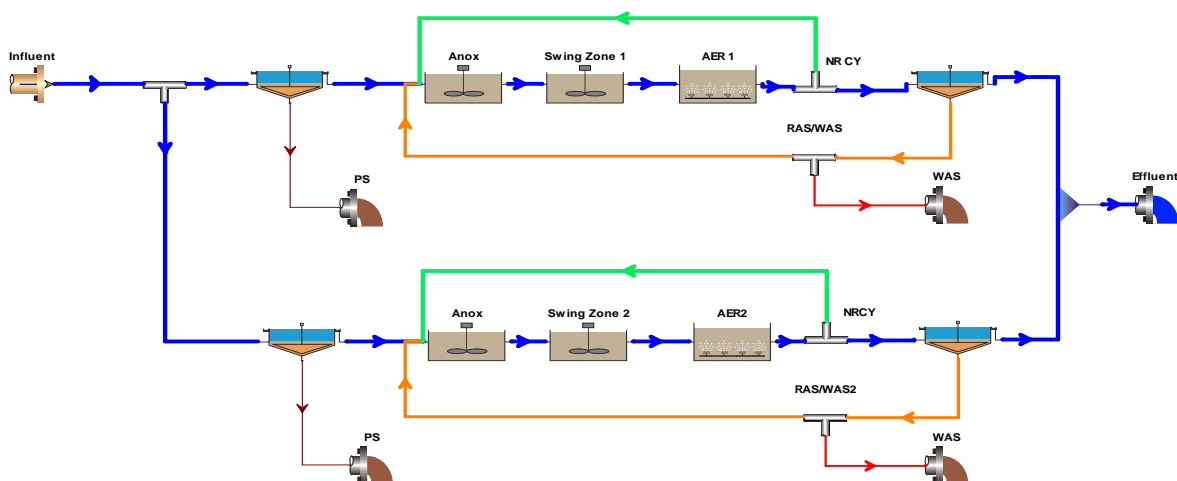 Influent
Anox
Swing Zone 1
AER 1
NR CY
RAS/WAS
PS
WAS
Effluent
Anox
Swing Zone 2
AER2
NRCY
RAS/WAS2
PS
WAS